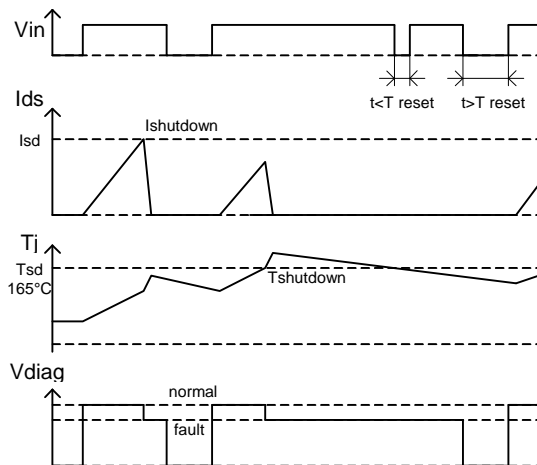 Vin
t<T reset
t>T reset
Ids
Isd
Ishutdown
Tj
Tsd
165°C
Tshutdown
Vdiag
normal
fault